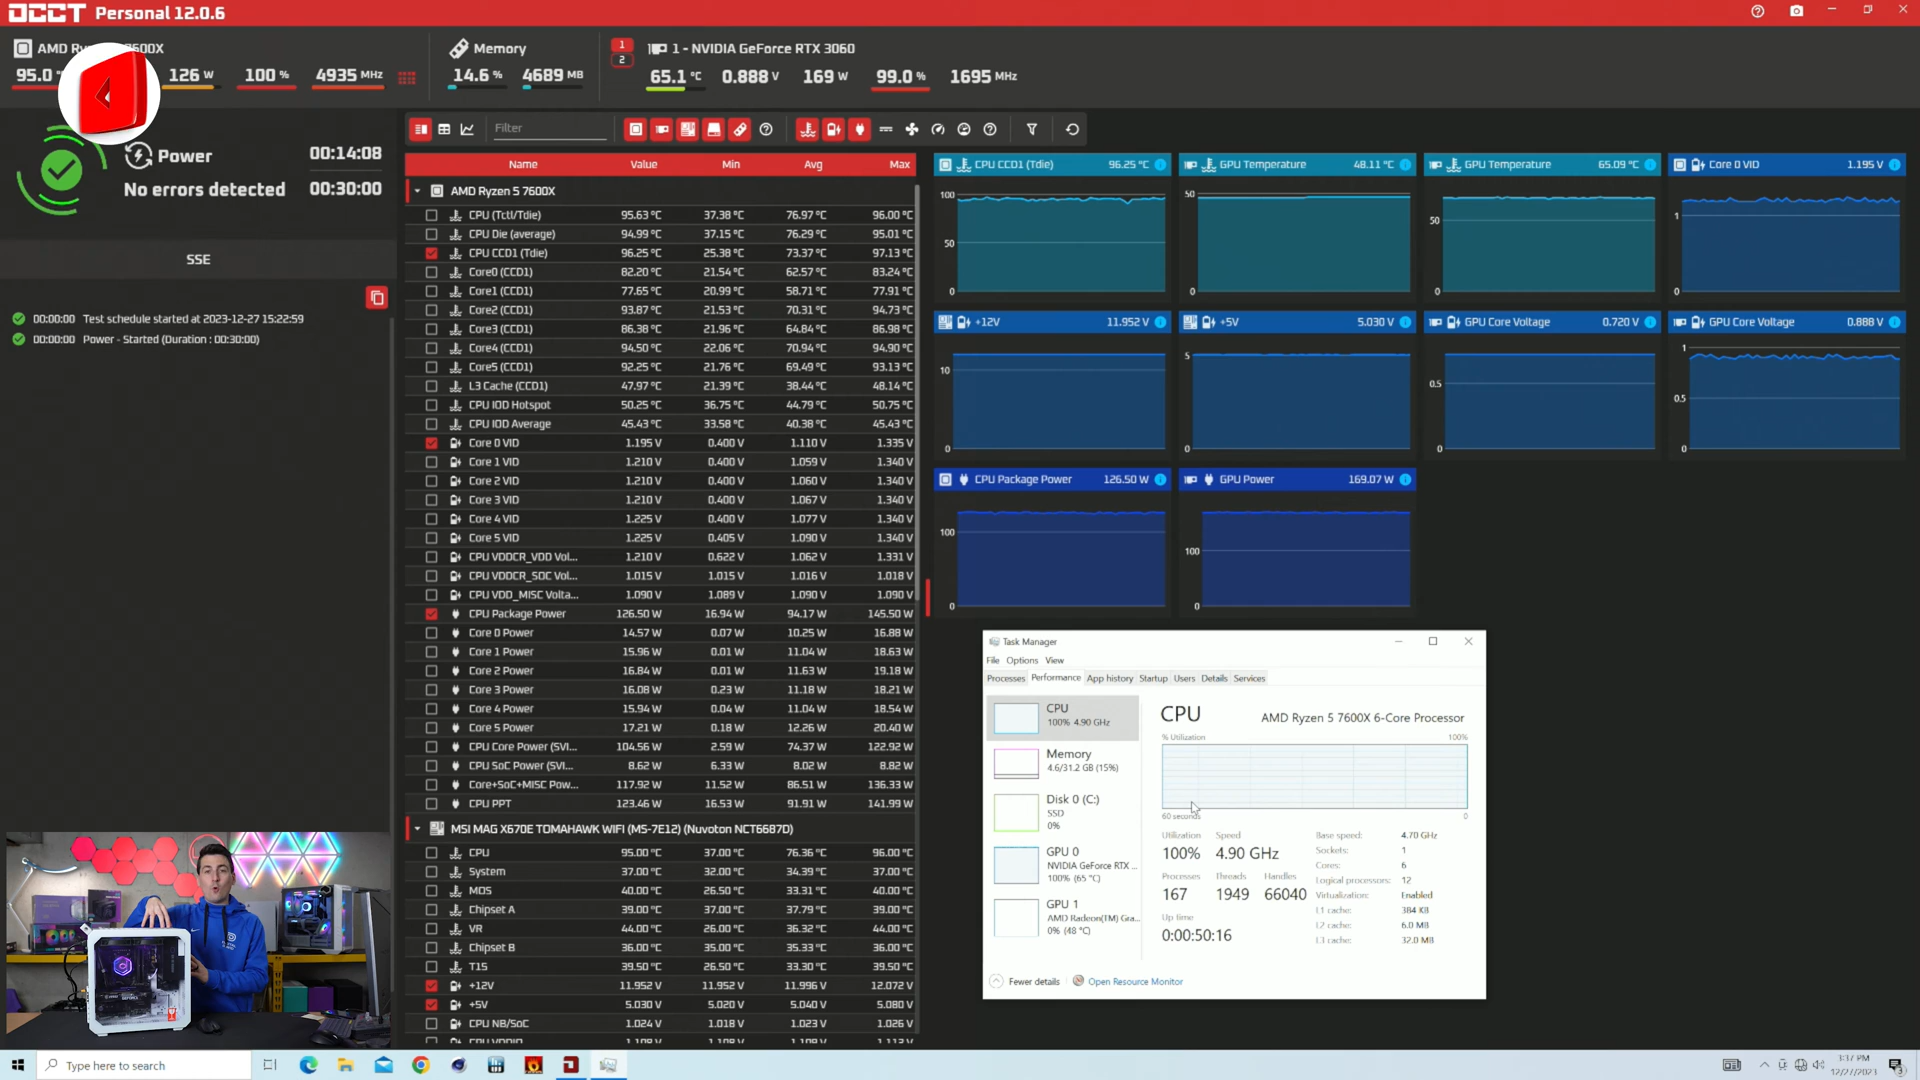 OCCT Personal 12.0.6
AMD Ry 7600X
95.0 126 W 100 % 4935 MHz
Memory
14.6 % 4689 MB
1
2
1 - NVIDIA GeForce RTX 3060
65.1 °C 0.888 V 169 W 99.0 % 1695 MHz
Power 00:14:08
No errors detected 00:30:00
SSE
00:00:00 Test schedule started at 2023-12-27 15:22:59
00:00:00 Power - Started (Duration : 00:30:00)
Filter
Name Value Min Avg Max
AMD Ryzen 5 7600X
CPU (Tctl/Tdie) 95.63 °C 37.38 °C 76.97 °C 96.00 °C
CPU Die (average) 94.99 °C 37.15 °C 76.29 °C 95.01 °C
CPU CCD1 (Tdie) 96.25 °C 25.38 °C 73.37 °C 97.13 °C
Core0 (CCD1) 82.20 °C 21.54 °C 62.57 °C 83.24 °C
Core1 (CCD1) 77.65 °C 20.99 °C 58.71 °C 77.91 °C
Core2 (CCD1) 93.87 °C 21.53 °C 70.31 °C 94.73 °C
Core3 (CCD1) 86.38 °C 21.96 °C 64.84 °C 86.98 °C
Core4 (CCD1) 94.50 °C 22.06 °C 70.94 °C 94.90 °C
Core5 (CCD1) 92.25 °C 21.76 °C 69.49 °C 93.13 °C
L3 Cache (CCD1) 47.97 °C 21.39 °C 38.44 °C 48.14 °C
CPU IOD Hotspot 50.25 °C 36.75 °C 44.79 °C 50.75 °C
CPU IOD Average 45.43 °C 33.58 °C 40.38 °C 45.43 °C
Core 0 VID 1.195 V 0.400 V 1.110 V 1.335 V
Core 1 VID 1.210 V 0.400 V 1.059 V 1.340 V
Core 2 VID 1.210 V 0.400 V 1.060 V 1.340 V
Core 3 VID 1.210 V 0.400 V 1.067 V 1.340 V
Core 4 VID 1.225 V 0.400 V 1.077 V 1.340 V
Core 5 VID 1.225 V 0.405 V 1.090 V 1.340 V
CPU VDDCR_VDD Vol... 1.210 V 0.622 V 1.062 V 1.331 V
CPU VDDCR_SOC Vol... 1.015 V 1.015 V 1.016 V 1.018 V
CPU VDD_MISC Volta... 1.090 V 1.089 V 1.090 V 1.090 V
CPU Package Power 126.50 W 16.94 W 94.17 W 145.50 W
Core 0 Power 14.57 W 0.07 W 10.25 W 16.88 W
Core 1 Power 15.96 W 0.01 W 11.04 W 18.63 W
Core 2 Power 16.84 W 0.01 W 11.63 W 19.18 W
Core 3 Power 16.08 W 0.23 W 11.18 W 18.21 W
Core 4 Power 15.94 W 0.04 W 11.04 W 18.54 W
Core 5 Power 17.21 W 0.18 W 12.26 W 20.40 W
CPU Core Power (SVI... 104.56 W 2.59 W 74.37 W 122.92 W
CPU SoC Power (SVI... 8.62 W 6.33 W 8.02 W 8.82 W
Core+SoC+MISC Pow... 117.92 W 11.52 W 86.51 W 136.33 W
CPU PPT 123.46 W 16.53 W 91.91 W 141.99 W
MSI MAG X670E TOMAHAWK WIFI (MS-7E12) (Nuvoton NCT6687D)
CPU 95.00 °C 37.00 °C 76.36 °C 96.00 °C
System 37.00 °C 32.00 °C 34.39 °C 37.00 °C
MOS 40.00 °C 26.50 °C 33.31 °C 40.00 °C
Chipset A 39.00 °C 37.00 °C 37.79 °C 39.00 °C
VR 44.00 °C 26.00 °C 36.32 °C 44.00 °C
Chipset B 36.00 °C 35.00 °C 35.33 °C 36.00 °C
T15 39.50 °C 26.50 °C 33.30 °C 39.50 °C
+12V 11.952 V 11.952 V 11.996 V 12.072 V
+5V 5.030 V 5.020 V 5.040 V 5.080 V
CPU NB/SoC 1.024 V 1.018 V 1.023 V 1.026 V
CPU CCD1 (Tdie) 96.25 °C
100
50
0
GPU Temperature 48.11 °C
50
0
GPU Temperature 65.09 °C
50
0
Core 0 VID 1.195 V
1
0
+12V 11.952 V
10
0
+5V 5.030 V
5
0
GPU Core Voltage 0.720 V
0.5
0
GPU Core Voltage 0.888 V
1
0.5
0
CPU Package Power 126.50 W
100
0
GPU Power 169.07 W
100
0
Task Manager
File Options View
Processes Performance App history Startup Users Details Services
CPU
100% 4.90 GHz
Memory
4.6/31.2 GB (15%)
Disk 0 (C:)
SSD
0%
GPU 0
NVIDIA GeForce RTX ...
100% (65 °C)
GPU 1
AMD Radeon(TM) Gra...
0% (48 °C)
CPU AMD Ryzen 5 7600X 6-Core Processor
% Utilization 100%
60 seconds 0
Utilization Speed
100% 4.90 GHz
Processes Threads Handles
167 1949 66040
Up time
0:00:50:16
Base speed: 4.70 GHz
Sockets: 1
Cores: 6
Logical processors: 12
Virtualization: Enabled
L1 cache: 384 KB
L2 cache: 6.0 MB
L3 cache: 32.0 MB
Fewer details Open Resource Monitor
Type here to search
3:37 PM
12/27/2023